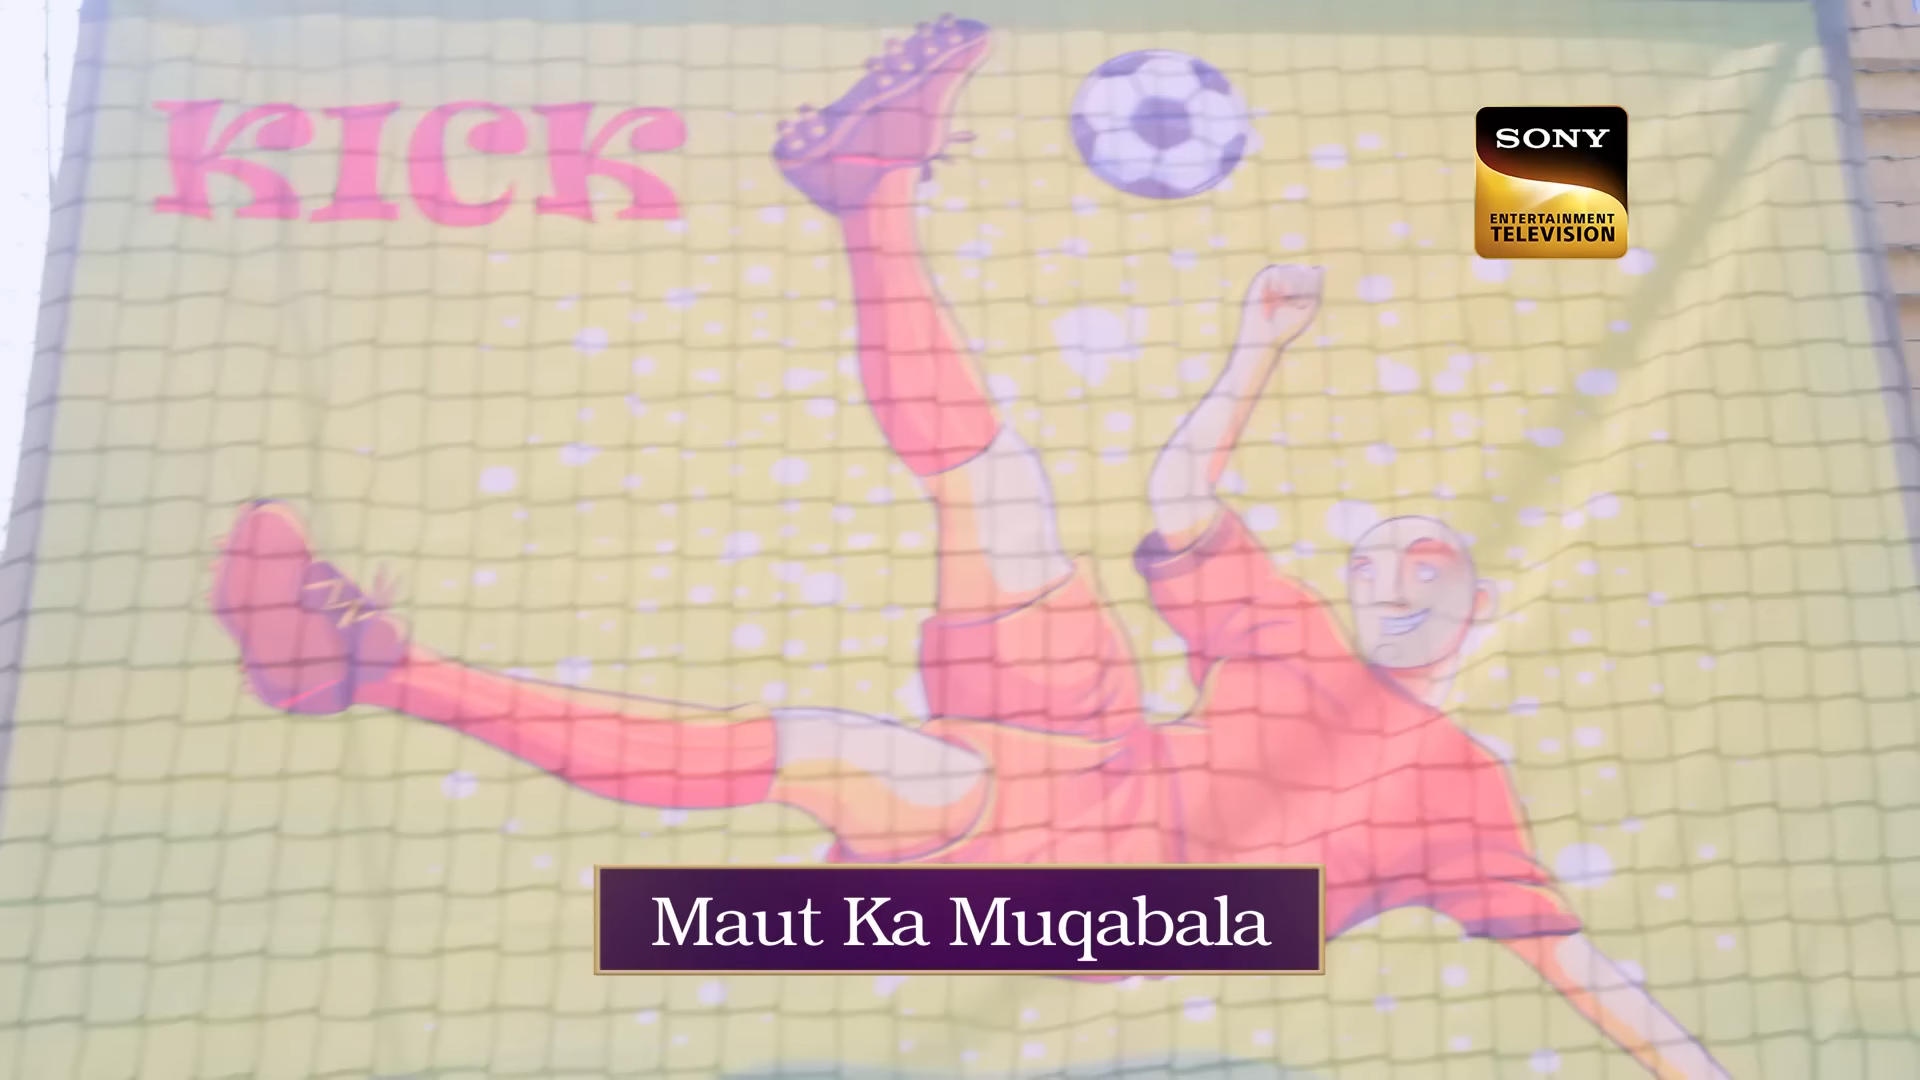 KICK
SONY
ENTERTAINMENT
TELEVISION
Maut Ka Muqabala